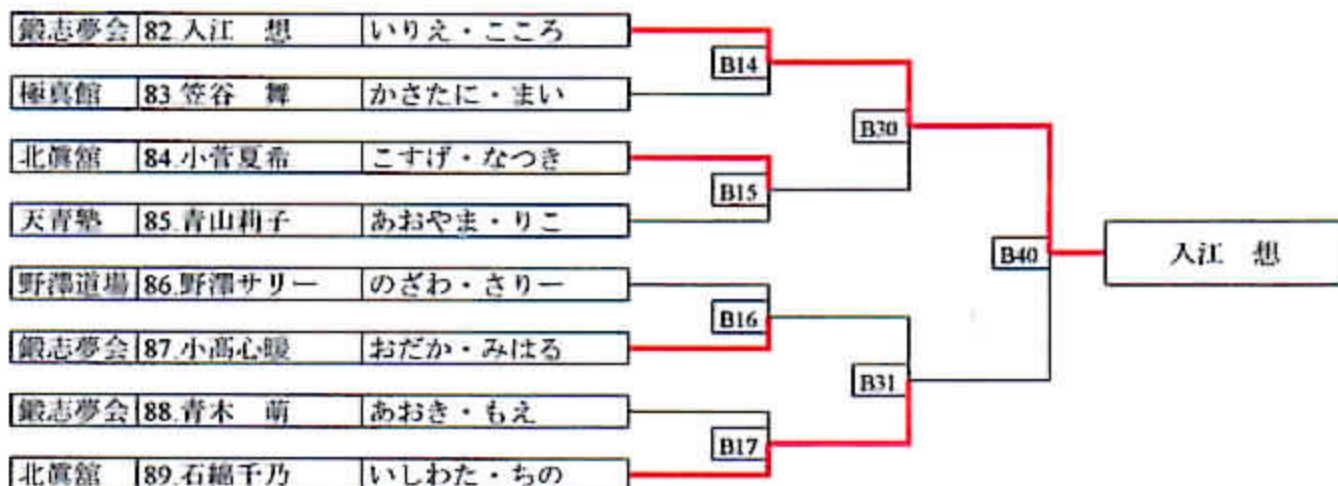 鍛志夢会 82.入江　想 いりえ・こころ
B14
極真館 83 笠谷　舞 かさたに・まい
B30
北眞館 84.小菅夏希 こすげ・なつき
B15
天青塾 85.青山莉子 あおやま・りこ
B40
入江　想
野澤道場 86.野澤サリー のざわ・さりー
B16
鍛志夢会 87.小高心暖 おだか・みはる
B31
鍛志夢会 88.青木　萌 あおき・もえ
B17
北眞館 89.石綿千乃 いしわた・ちの